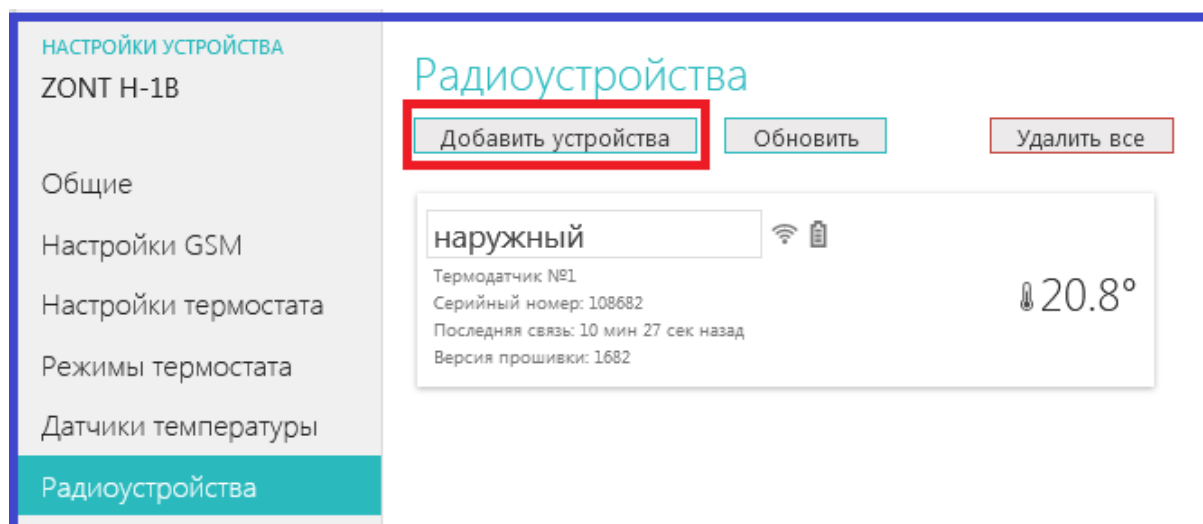 НАСТРОЙКИ УСТРОЙСТВА
ZONT H-1B
Общие
Настройки GSM
Настройки термостата
Режимы термостата
Датчики температуры
Радиоустройства
Радиоустройства
Добавить устройства
Обновить
Удалить все
наружный
Термодатчик №1
Серийный номер: 108682
Последняя связь: 10 мин 27 сек назад
Версия прошивки: 1682
20.8°